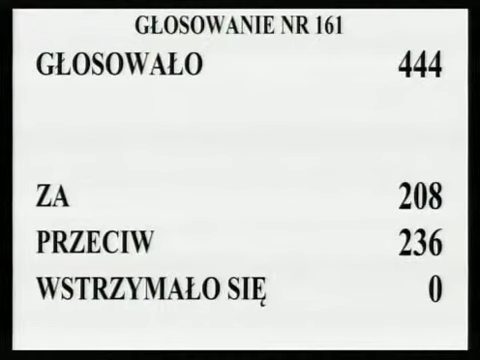 GŁOSOWANIE NR 161
GŁOSOWAŁO 444
ZA 208
PRZECIW 236
WSTRZYMAŁO SIĘ 0